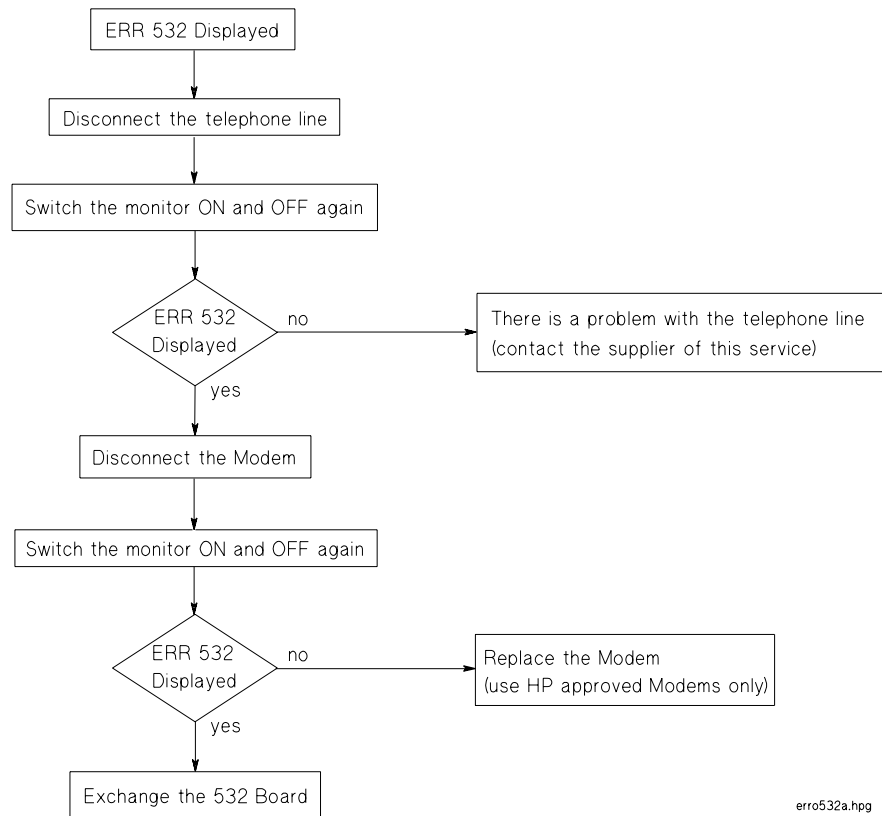 ERR 532 Displayed
Disconnect the telephone line
Switch the monitor ON and OFF again
ERR 532
Displayed
no
There is a problem with the telephone line
(contact the supplier of this service)
yes
Disconnect the Modem
Switch the monitor ON and OFF again
ERR 532
Displayed
no
Replace the Modem
(use HP approved Modems only)
yes
Exchange the 532 Board
erro532a.hpg